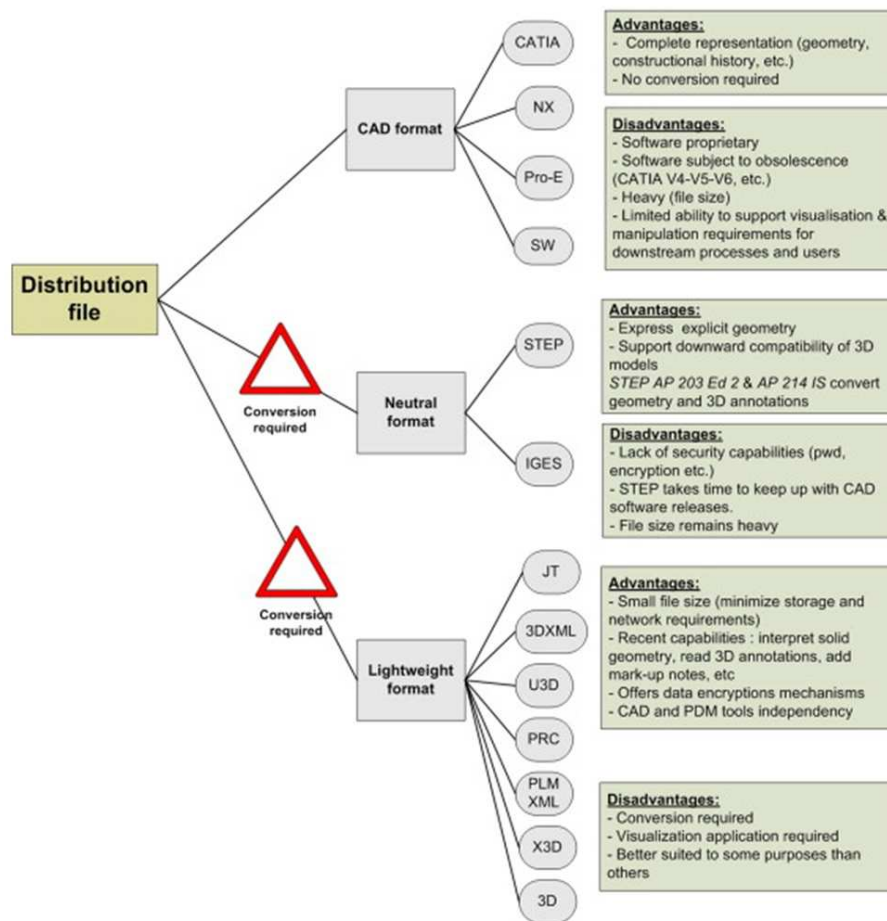 Distribution
file
CAD format
CATIA
NX
Pro-E
SW
Advantages:
- Complete representation (geometry,
constructional history, etc.)
- No conversion required
Disadvantages:
- Software proprietary
- Software subject to obsolescence
(CATIA V4-V5-V6, etc.)
- Heavy (file size)
- Limited ability to support visualisation &
manipulation requirements for
downstream processes and users
Conversion
required
Neutral
format
STEP
IGES
Advantages:
- Express explicit geometry
- Support downward compatibility of 3D
models
STEP AP 203 Ed 2 & AP 214 IS convert
geometry and 3D annotations
Disadvantages:
- Lack of security capabilities (pwd,
encryption etc.)
- STEP takes time to keep up with CAD
software releases.
- File size remains heavy
Conversion
required
Lightweight
format
JT
3DXML
U3D
PRC
PLM
XML
X3D
3D
Advantages:
- Small file size (minimize storage and
network requirements)
- Recent capabilities : interpret solid
geometry, read 3D annotations, add
mark-up notes, etc
- Offers data encryptions mechanisms
- CAD and PDM tools independency
Disadvantages:
- Conversion required
- Visualization application required
- Better suited to some purposes than
others